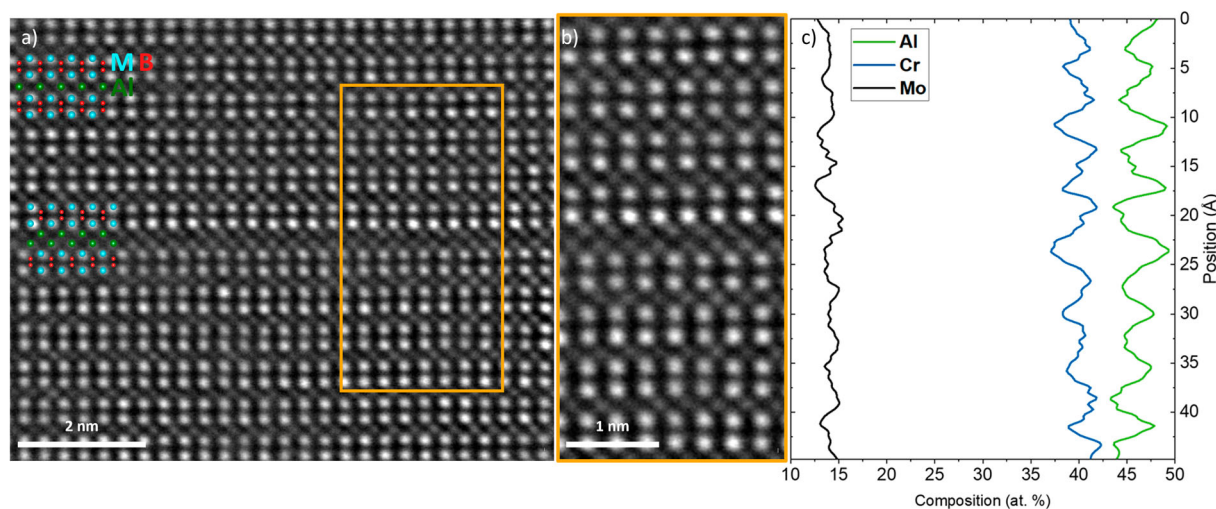 a)
M B
Al
2 nm
b)
1 nm
c)
Al
Cr
Mo
0
5
10
15
20
25
30
35
40
Position (Å)
10 15 20 25 30 35 40 45 50
Composition (at. %)